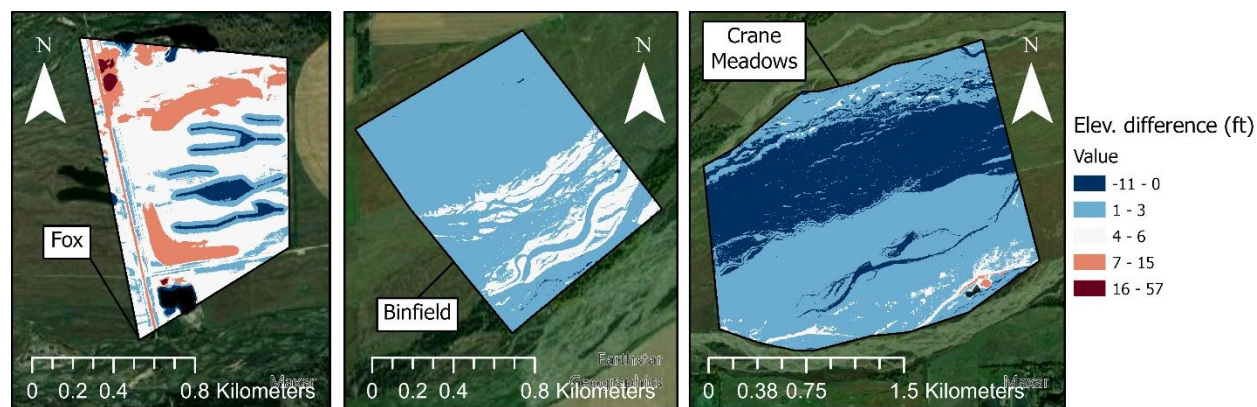 N
Fox
0 0.2 0.4 0.8 Kilometers
Maxar
N
Binfield
Earthstar
Geographics
0 0.2 0.4 0.8 Kilometers
Crane
Meadows
N
0 0.38 0.75 1.5 Kilometers
Maxar
Elev. difference (ft)
Value
-11 - 0
1 - 3
4 - 6
7 - 15
16 - 57